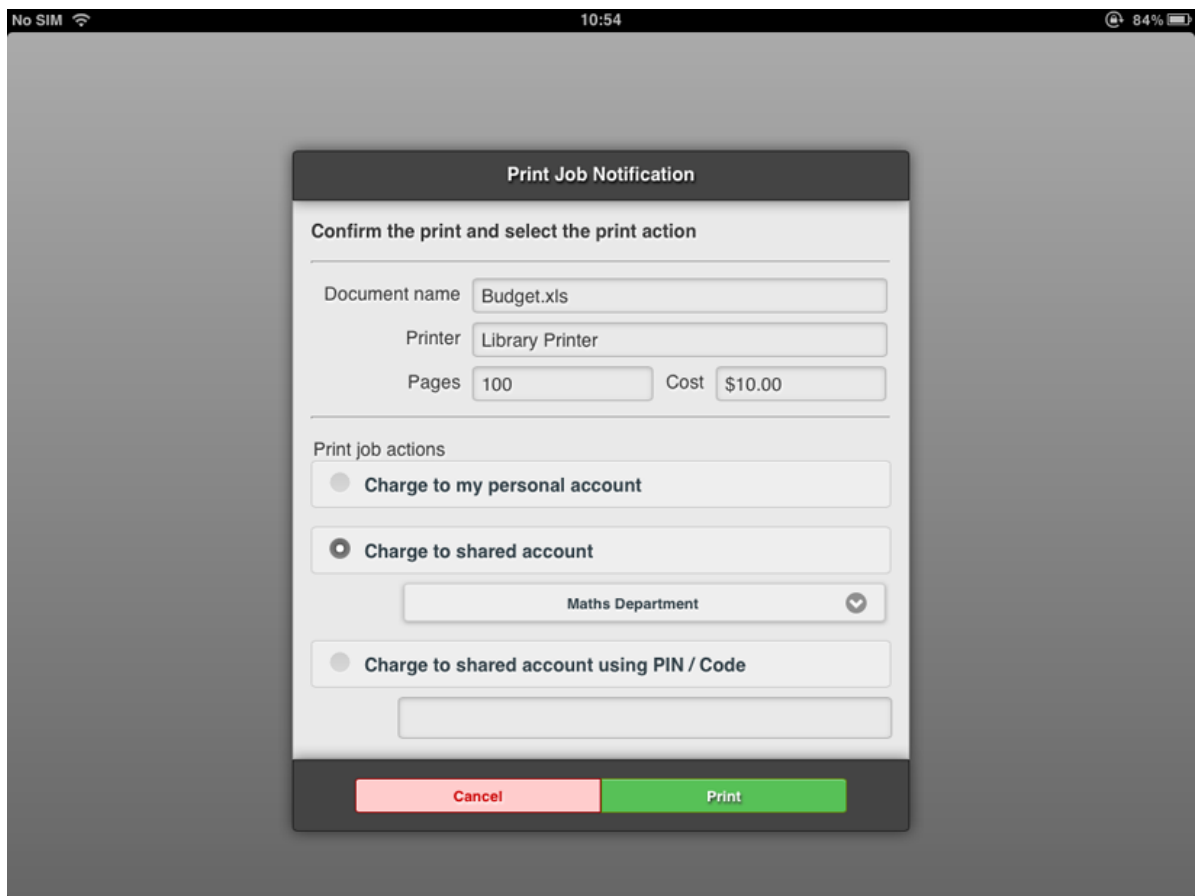 No SIM 10:54 84%
Print Job Notification
Confirm the print and select the print action
Document name Budget.xls
Printer Library Printer
Pages 100 Cost $10.00
Print job actions
Charge to my personal account
Charge to shared account
Maths Department
Charge to shared account using PIN / Code
Cancel Print